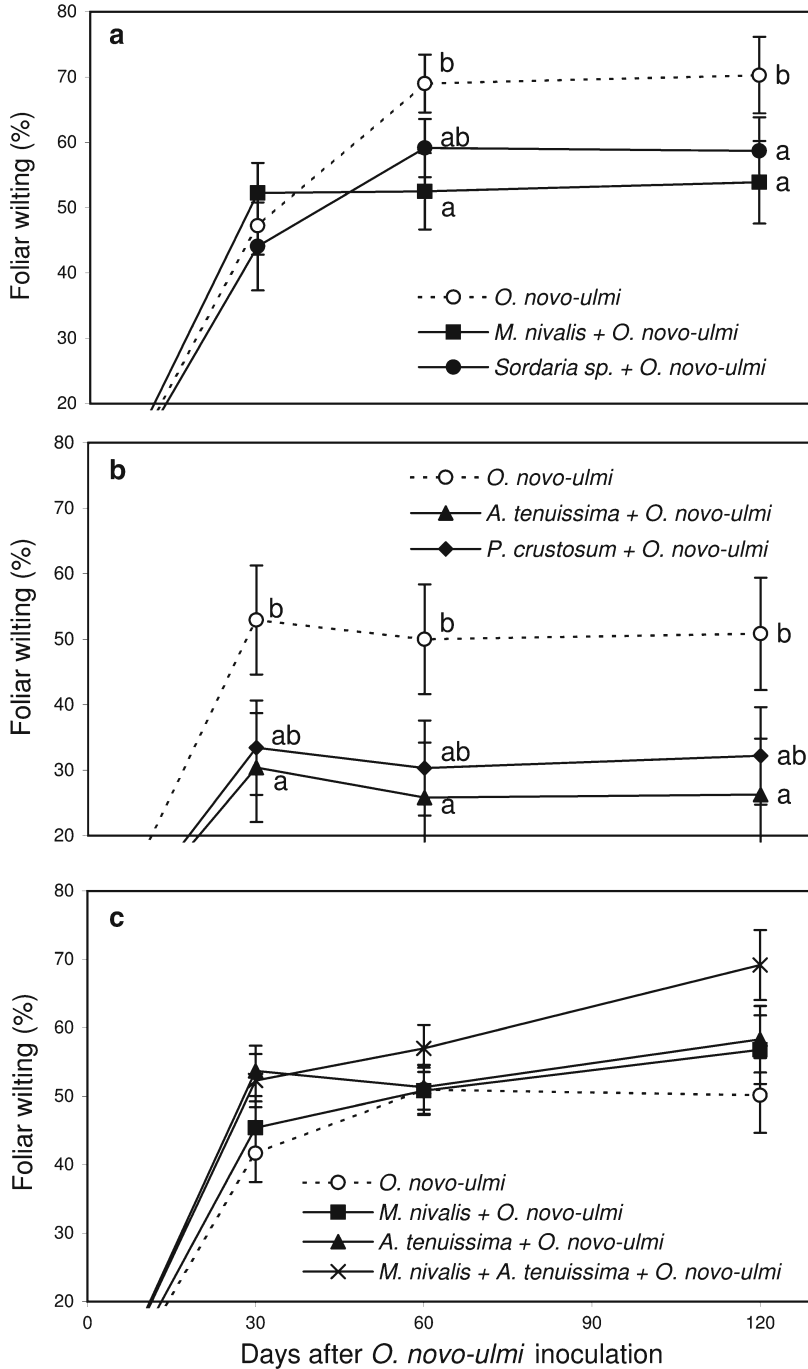 80
a
70
60
50
40
30
20
Foliar wilting (%)
b
b
ab
a
a
a
O. novo-ulmi
M. nivalis + O. novo-ulmi
Sordaria sp. + O. novo-ulmi
80
b
70
60
50
40
30
20
Foliar wilting (%)
O. novo-ulmi
A. tenuissima + O. novo-ulmi
P. crustosum + O. novo-ulmi
b
b
b
ab
ab
ab
a
a
a
80
c
70
60
50
40
30
20
Foliar wilting (%)
O. novo-ulmi
M. nivalis + O. novo-ulmi
A. tenuissima + O. novo-ulmi
M. nivalis + A. tenuissima + O. novo-ulmi
0 30 60 90 120
Days after O. novo-ulmi inoculation